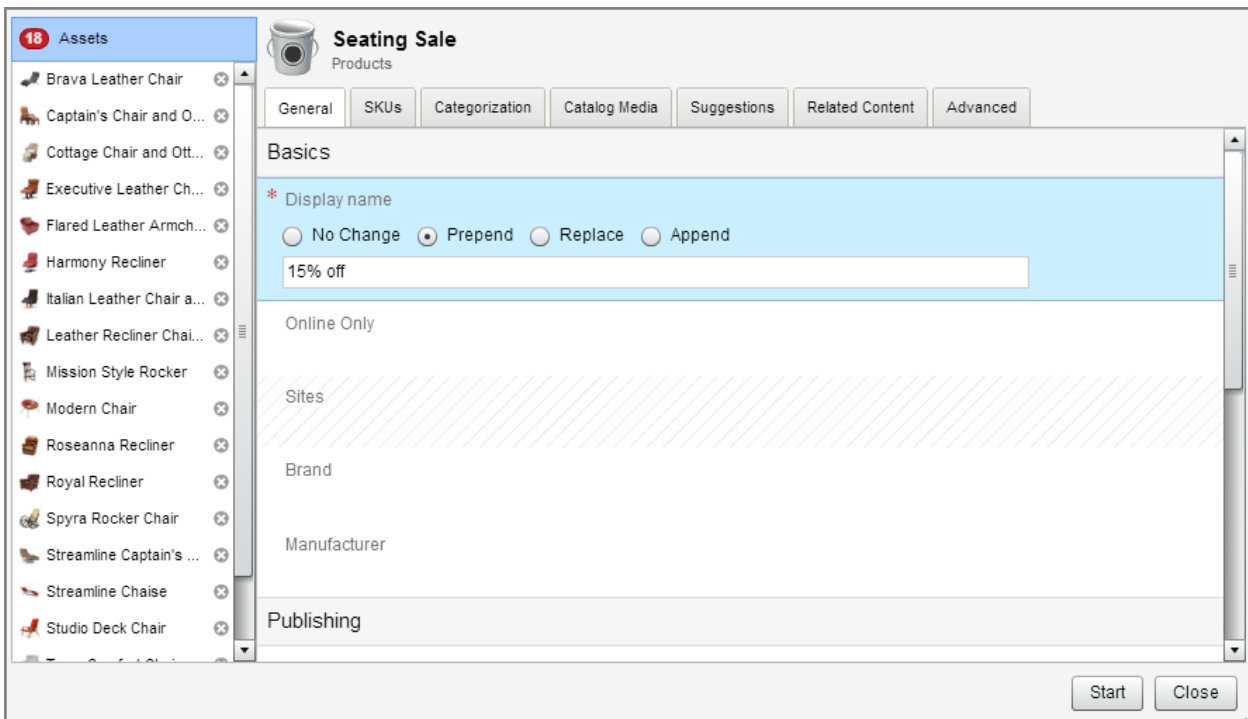 18 Assets
Brava Leather Chair
Captain's Chair and O...
Cottage Chair and Ott...
Executive Leather Ch...
Flared Leather Armch...
Harmony Recliner
Italian Leather Chair a...
Leather Recliner Chai...
Mission Style Rocker
Modern Chair
Roseanna Recliner
Royal Recliner
Spyra Rocker Chair
Streamline Captain's ...
Streamline Chaise
Studio Deck Chair
Seating Sale
Products
General SKUs Categorization Catalog Media Suggestions Related Content Advanced
Basics
* Display name
No Change Prepend Replace Append
15% off
Online Only
Sites
Brand
Manufacturer
Publishing
Start Close